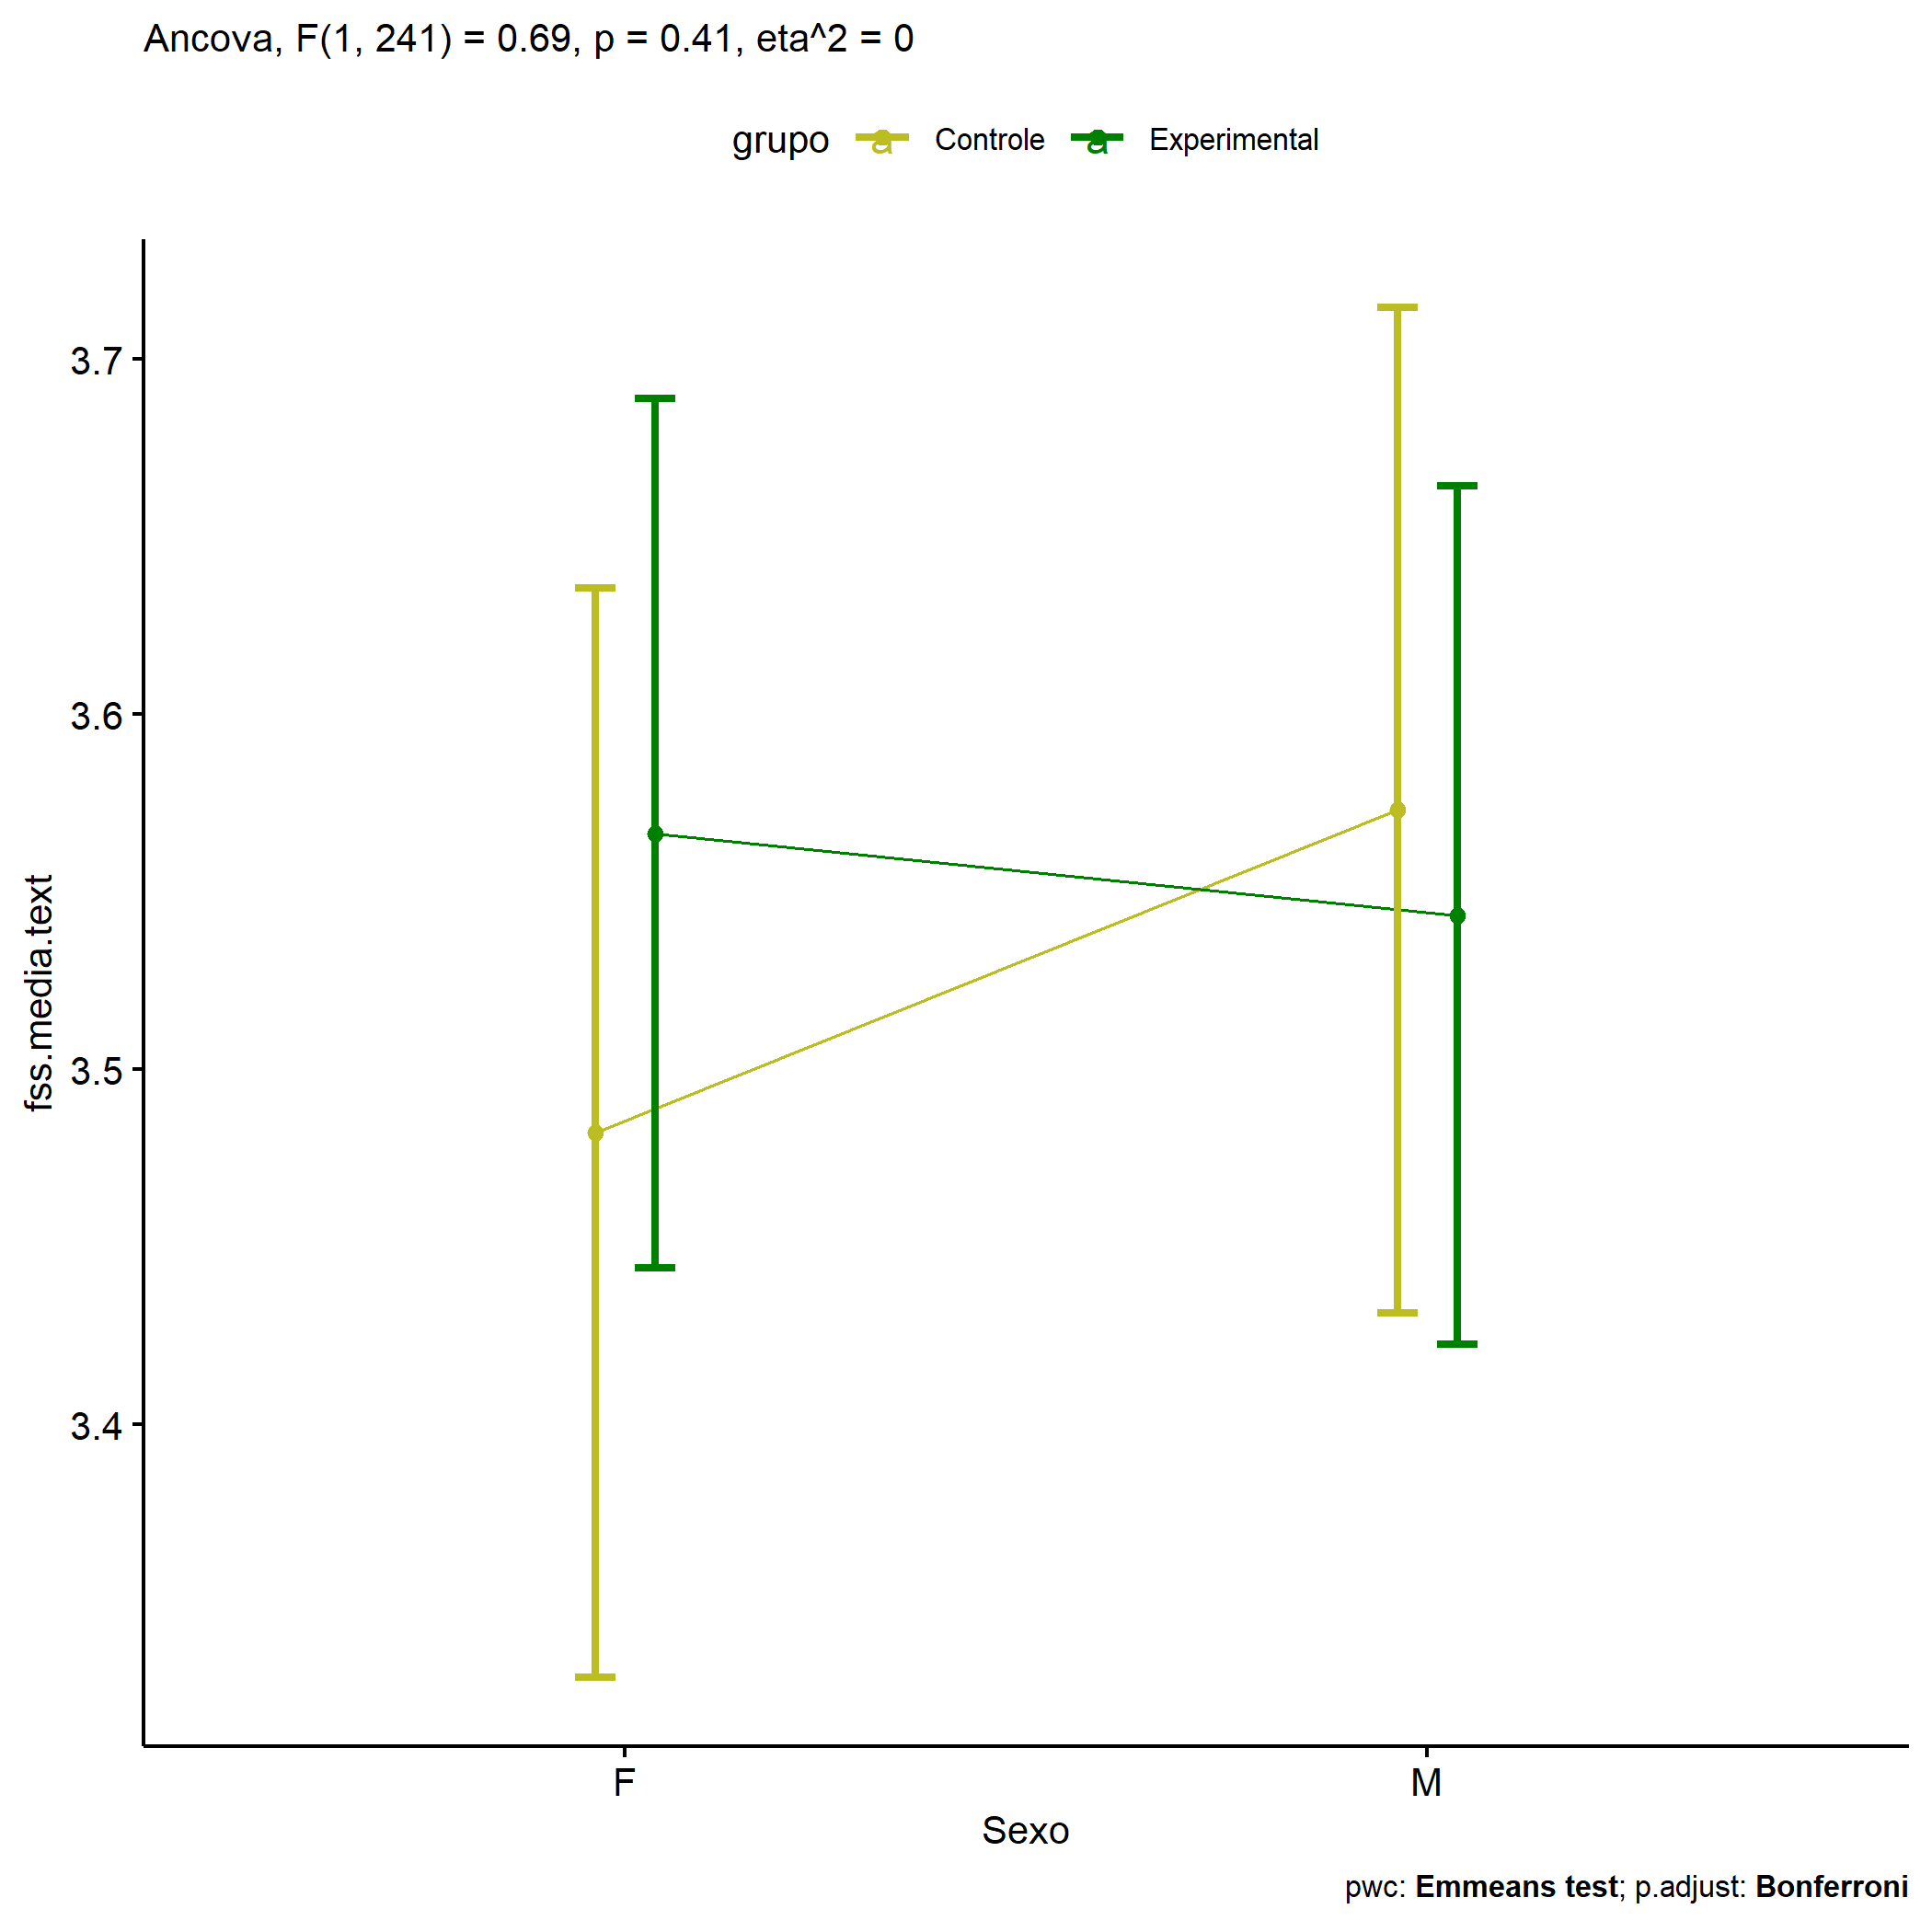 Ancova, F(1, 241) = 0.69, p = 0.41, eta^2 = 0
grupo a Controle a Experimental
3.7
3.6
3.5
3.4
fss.media.text
F M
Sexo
pwc: Emmeans test; p.adjust: Bonferroni